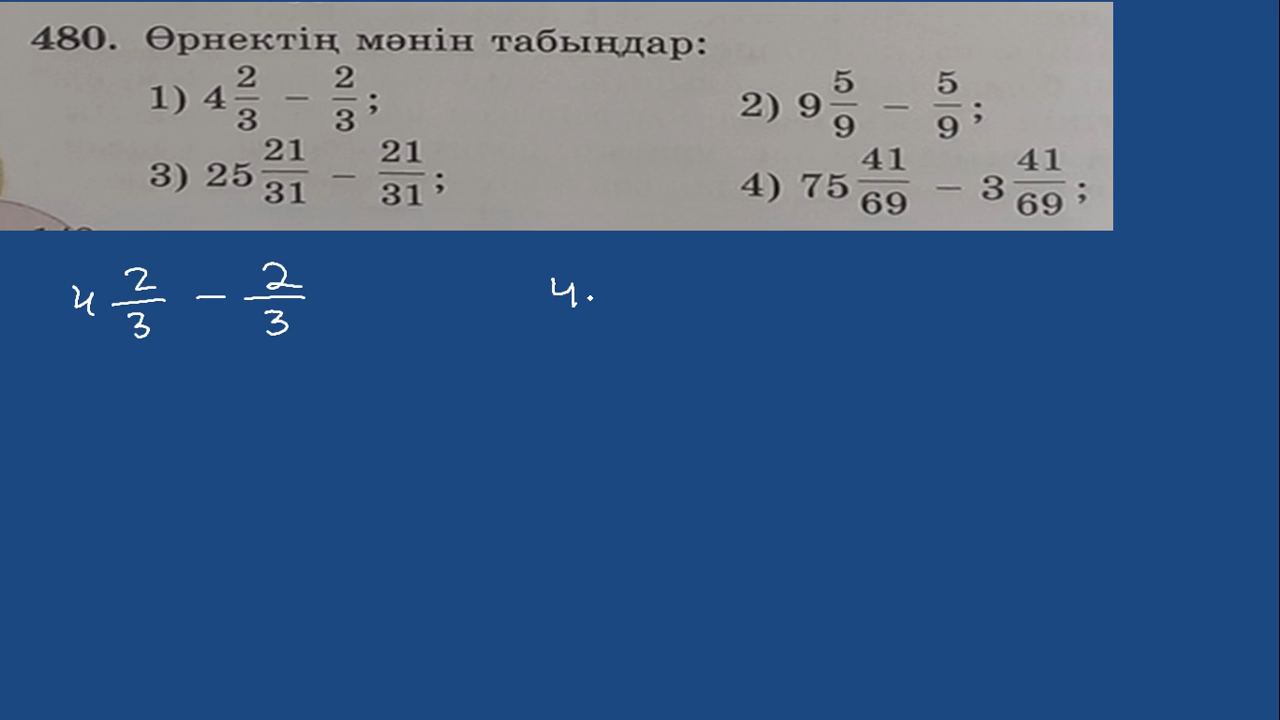 480. Өрнектің мәнін табыңдар:
1) 4 2/3 − 2/3; 2) 9 5/9 − 5/9;
3) 25 21/31 − 21/31; 4) 75 41/69 − 3 41/69;
4 2/3 − 2/3 4.